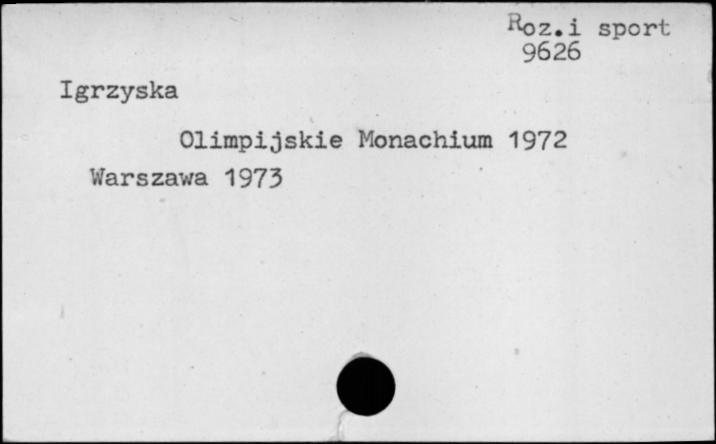 Roz.i sport
9626
Igrzyska
Olimpijskie Monachium 1972
Warszawa 1973